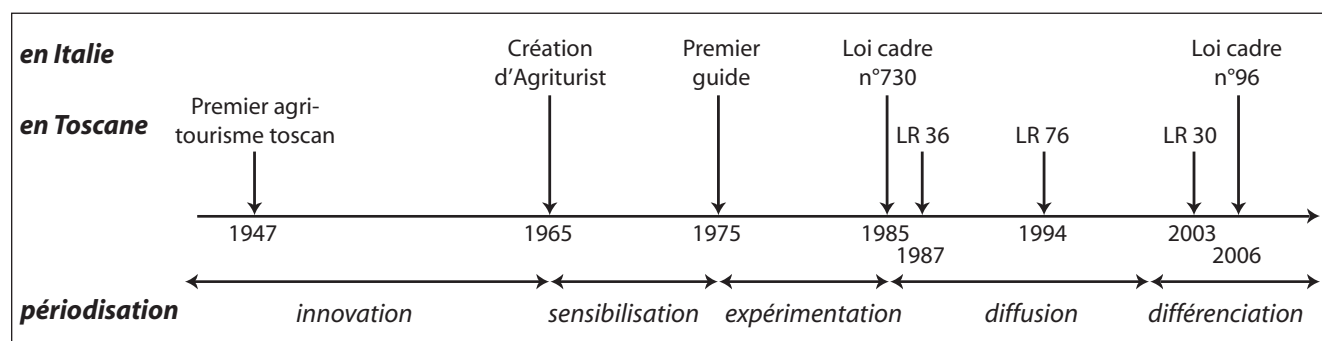 en Italie
Création
d'Agriturist
Premier
guide
Loi cadre
n°730
Loi cadre
n°96
en Toscane
Premier agri-
tourisme toscan
LR 36
LR 76
LR 30
1947
1965
1975
1985
1987
1994
2003
2006
périodisation
innovation
sensibilisation
expérimentation
diffusion
différenciation